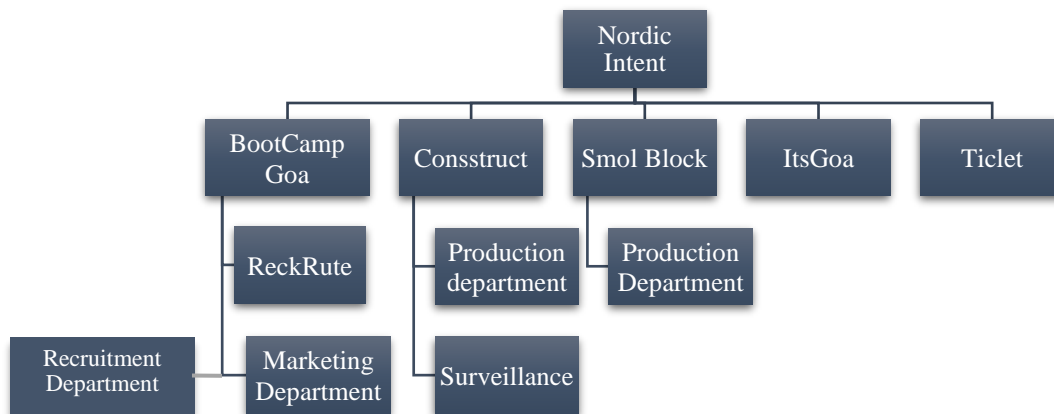 Nordic
Intent
BootCamp
Goa
Consstruct
Smol Block
ItsGoa
Ticlet
ReckRute
Production
department
Production
Department
Recruitment
Department
Marketing
Department
Surveillance